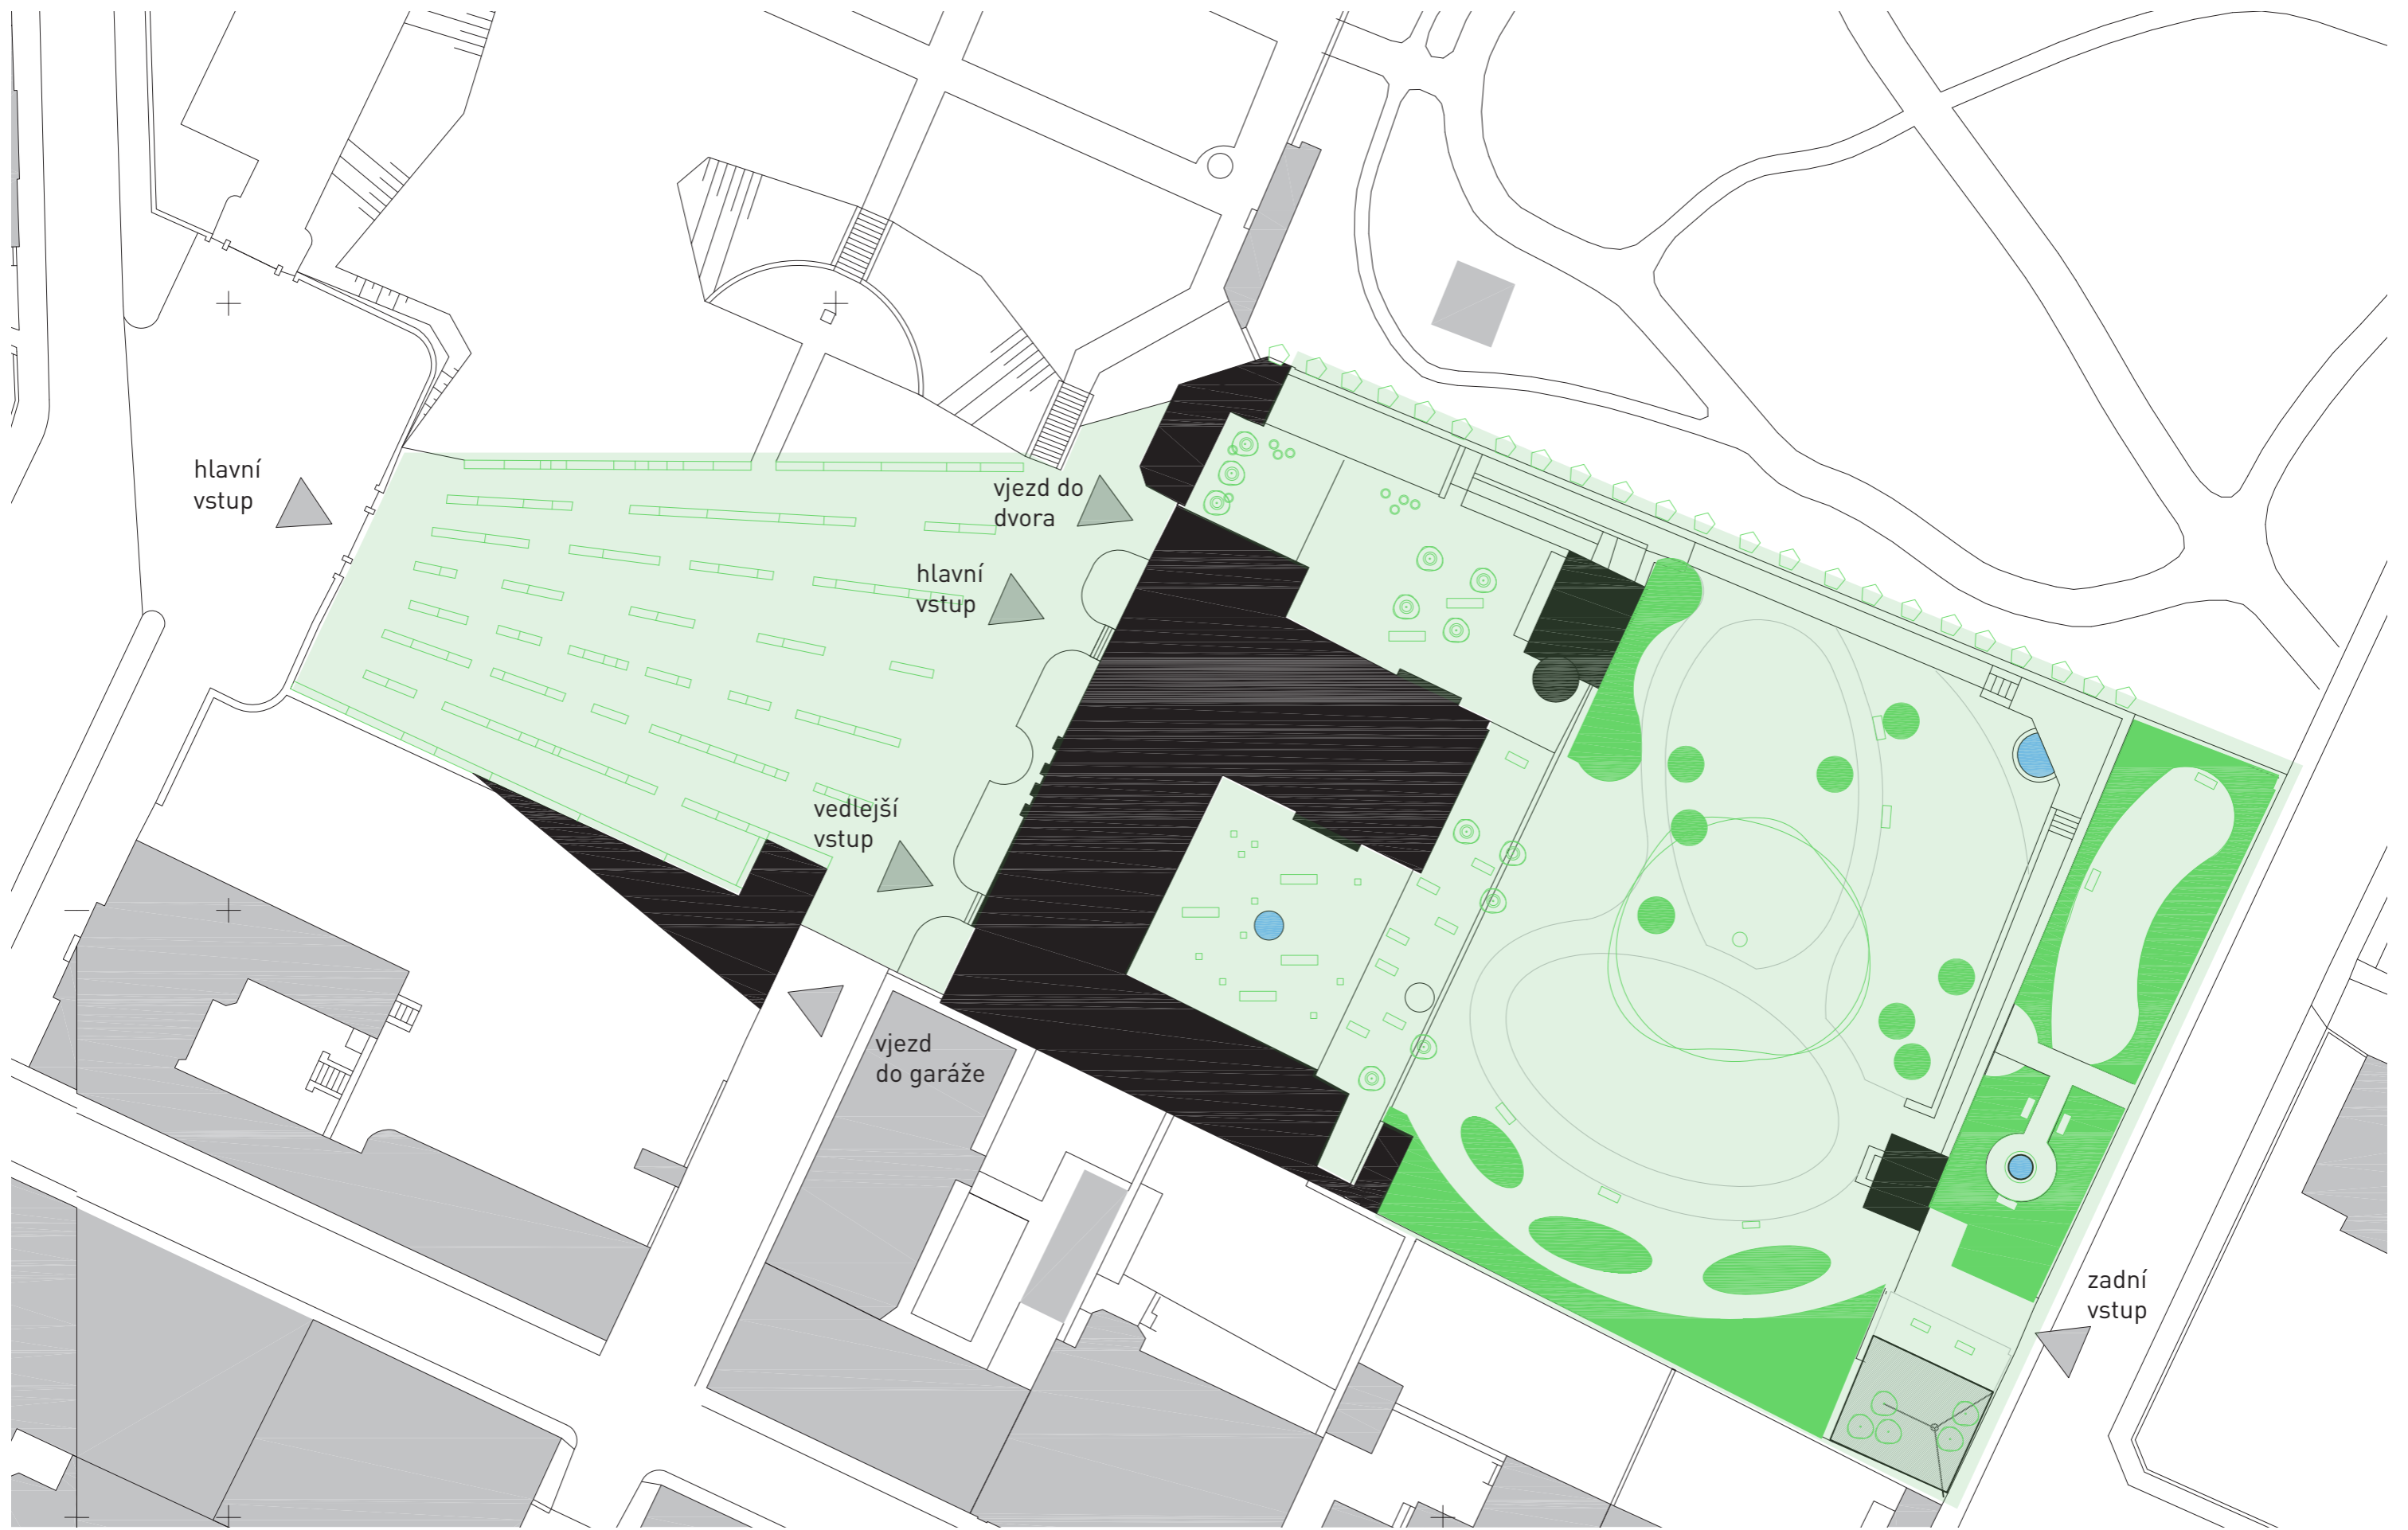 hlavní
vstup
vjezd do
dvora
hlavní
vstup
vedlejší
vstup
vjezd
do garáže
zadní
vstup